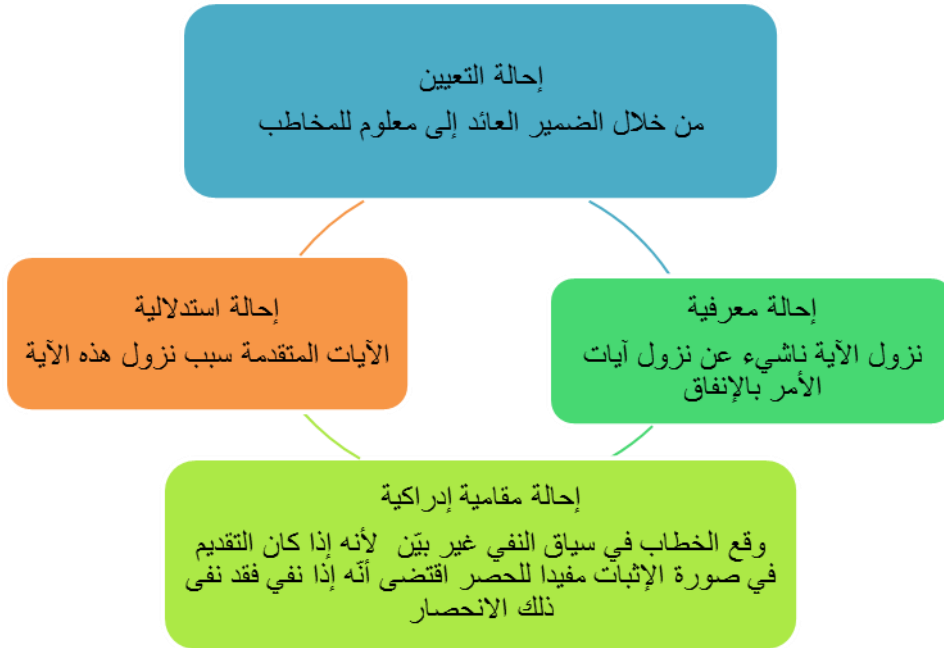 إحالة التعيين
من خلال الضمير العائد إلى معلوم للمخاطب
إحالة معرفية
نزول الآية ناشيء عن نزول آيات
الأمر بالإنفاق
إحالة استدلالية
الآيات المتقدمة سبب نزول هذه الآية
إحالة مقامية إدراكية
وقع الخطاب في سياق النفي غير بيّن لأنه إذا كان التقديم
في صورة الإثبات مفيدا للحصر اقتضى أنّه إذا نفي فقد نفى
ذلك الانحصار